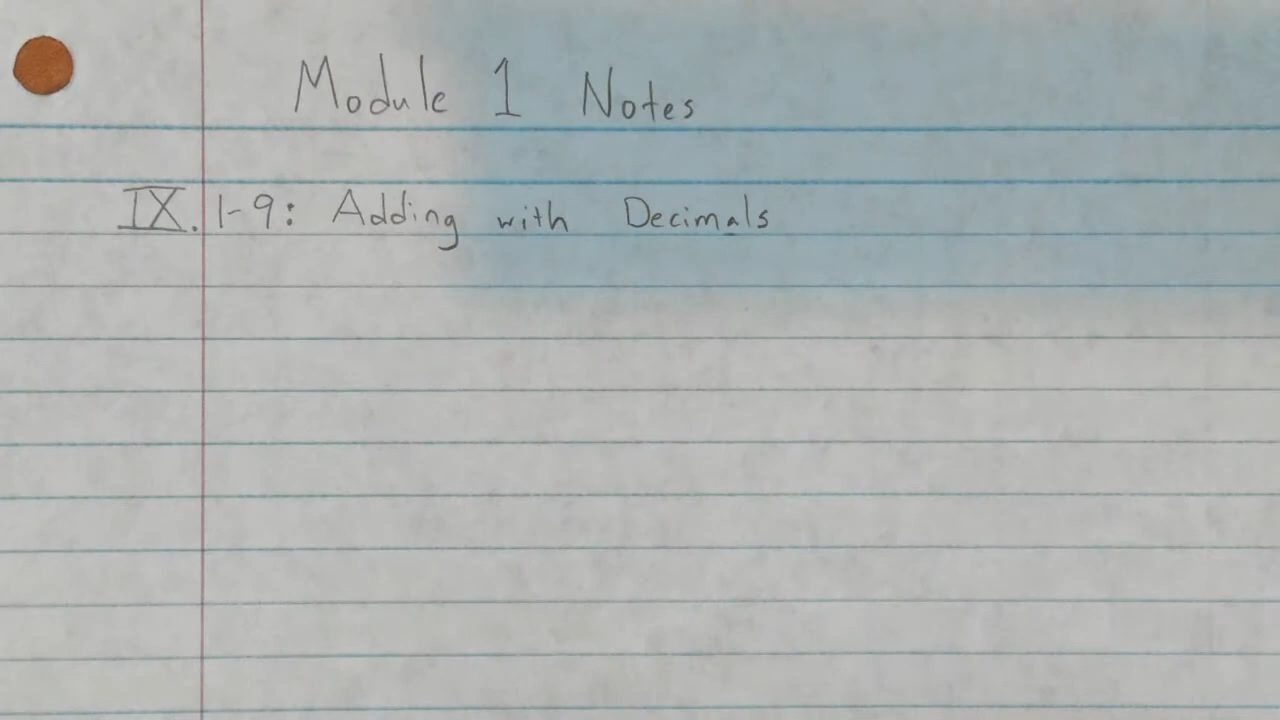 Module 1 Notes
IX. 1-9: Adding with Decimals